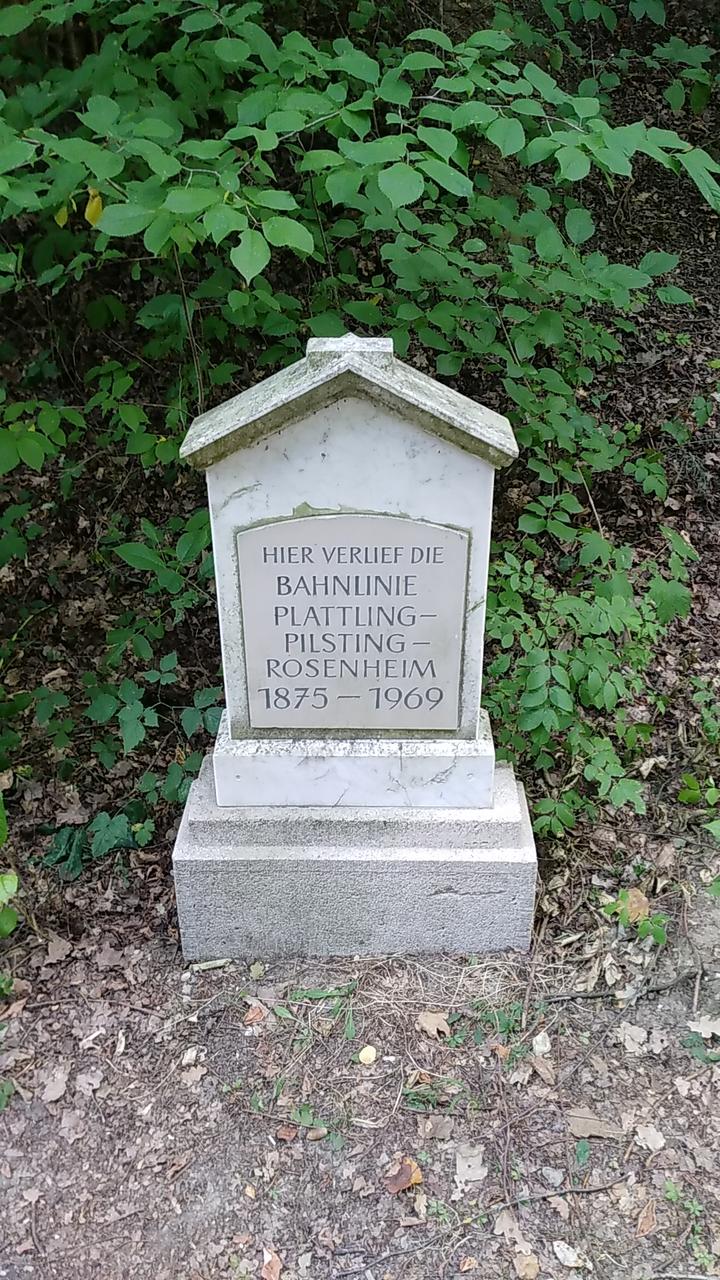 HIER VERLIEF DIE
BAHNLINIE
PLATTLING–
PILSTING–
ROSENHEIM
1875 – 1969